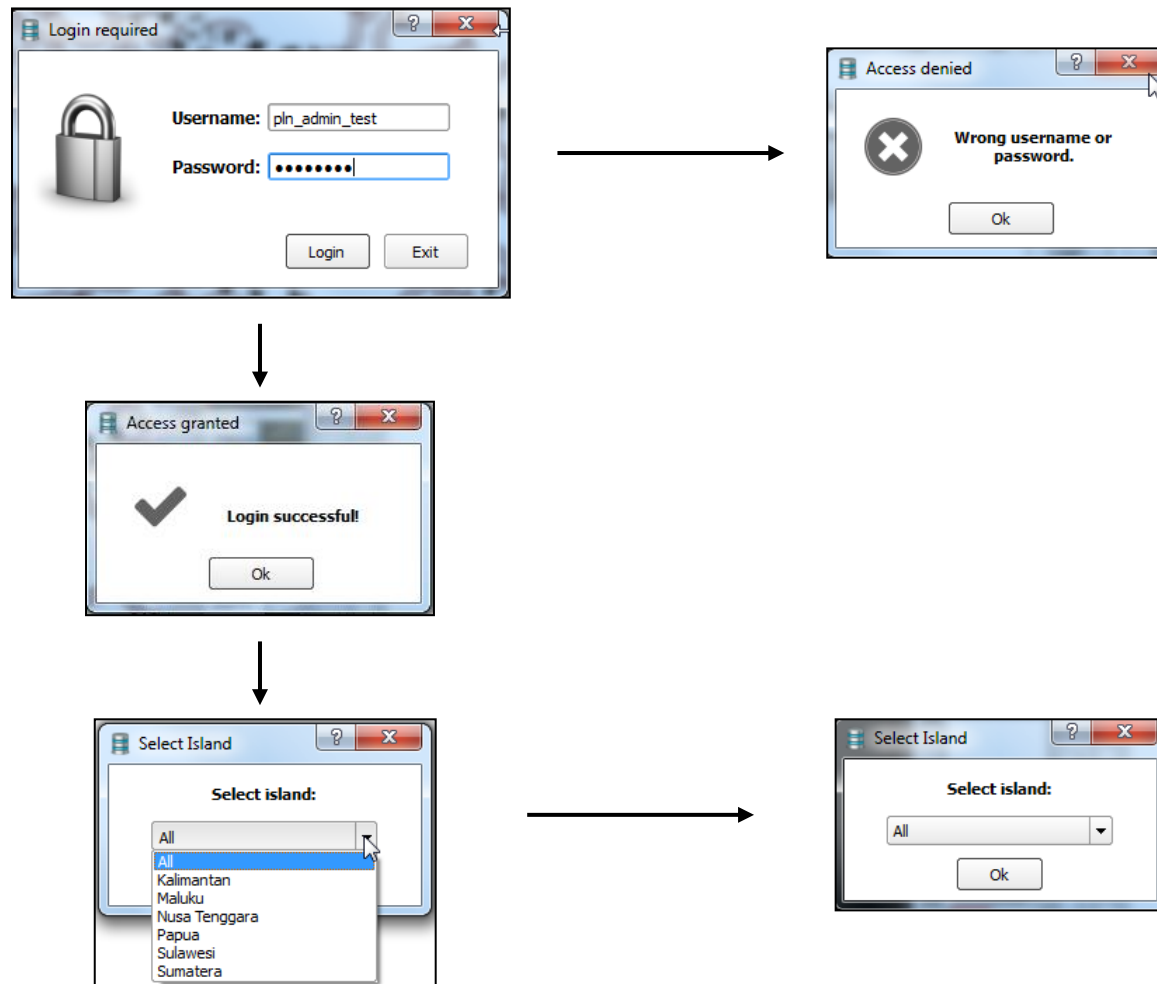 Login required
Username: pln_admin_test
Password:
Login Exit
Access denied
Wrong username or
password.
Ok
Access granted
Login successful!
Ok
Select Island
Select island:
All
All
Kalimantan
Maluku
Nusa Tenggara
Papua
Sulawesi
Sumatera
Select Island
Select island:
All
Ok